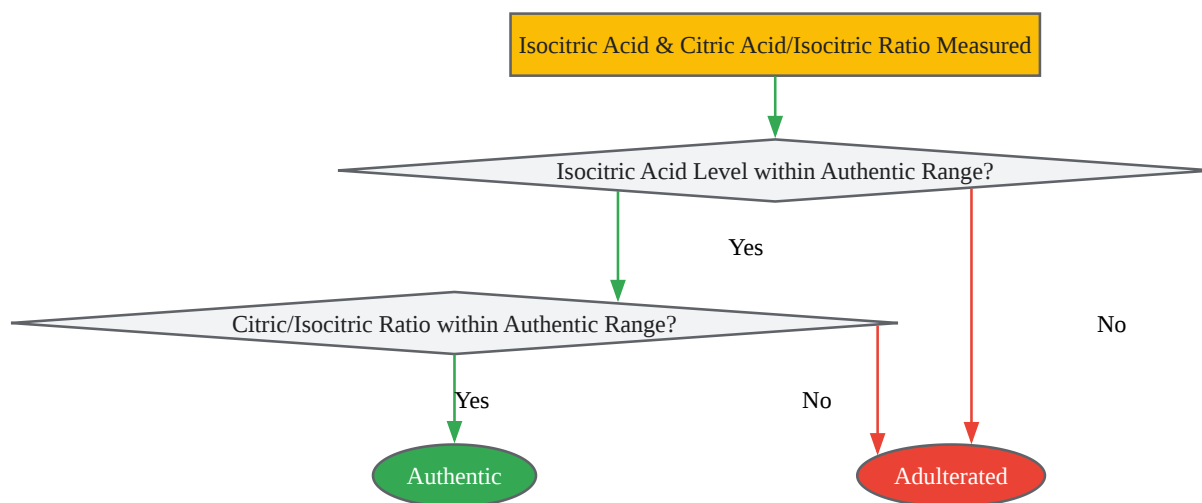 Isocitric Acid & Citric Acid/Isocitric Ratio Measured
Isocitric Acid Level within Authentic Range?
Yes
Citric/Isocitric Ratio within Authentic Range?
No
Yes
No
Authentic
Adulterated